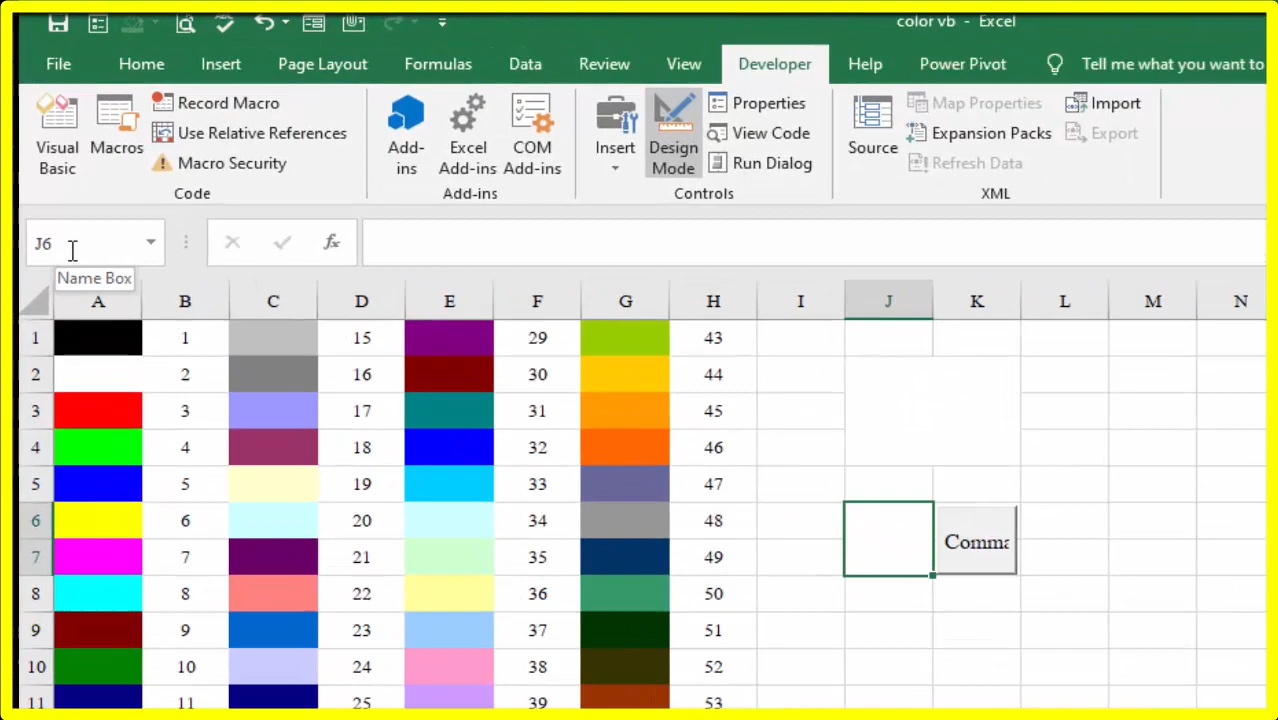 color vb - Excel
File Home Insert Page Layout Formulas Data Review View Developer Help Power Pivot Tell me what you want to
Visual Basic
Macros
Record Macro
Use Relative References
Macro Security
Code
Add-ins
Excel Add-ins
COM Add-ins
Add-ins
Insert
Design Mode
Properties
View Code
Run Dialog
Controls
Source
Map Properties
Expansion Packs
Refresh Data
Import
Export
XML
J6
fx
Name Box
A B C D E F G H I J K L M N
1 1 15 29 43
2 2 16 30 44
3 3 17 31 45
4 4 18 32 46
5 5 19 33 47
6 6 20 34 48
7 7 21 35 49
Comma
8 8 22 36 50
9 9 23 37 51
10 10 24 38 52
11 11 25 39 53